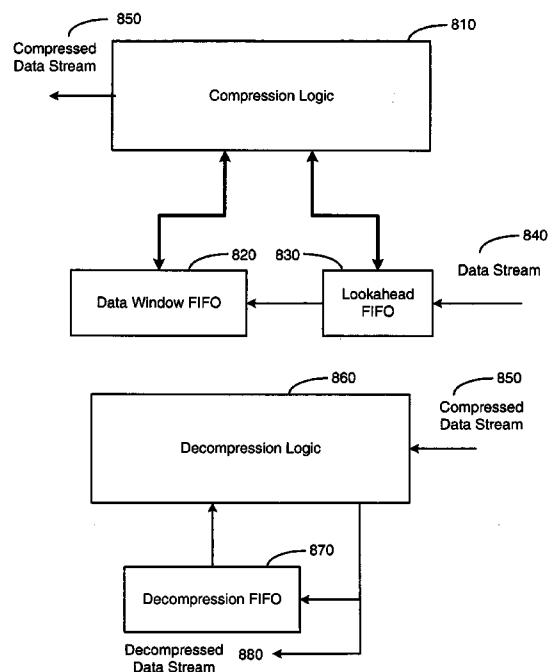 850
Compressed
Data Stream
810
Compression Logic
820
830
840
Data Stream
Data Window FIFO
Lookahead
FIFO
860
850
Compressed
Data Stream
Decompression Logic
870
Decompression FIFO
Decompressed
Data Stream
880